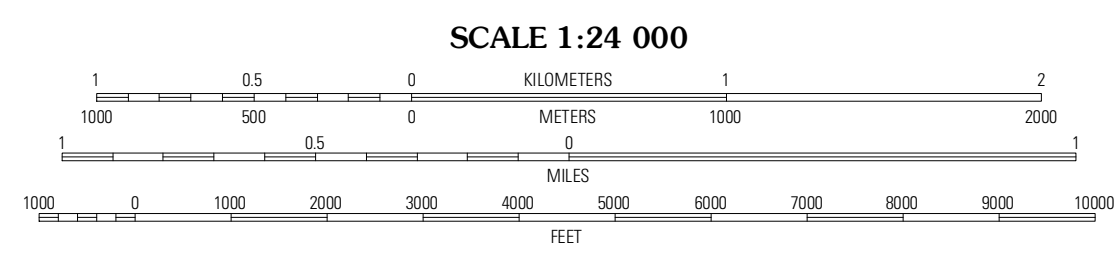 SCALE 1:24 000
1 0.5 0 KILOMETERS 1 2
1000 500 0 METERS 1000 2000
1 0.5 0 1
MILES
1000 0 1000 2000 3000 4000 5000 6000 7000 8000 9000 10000
FEET